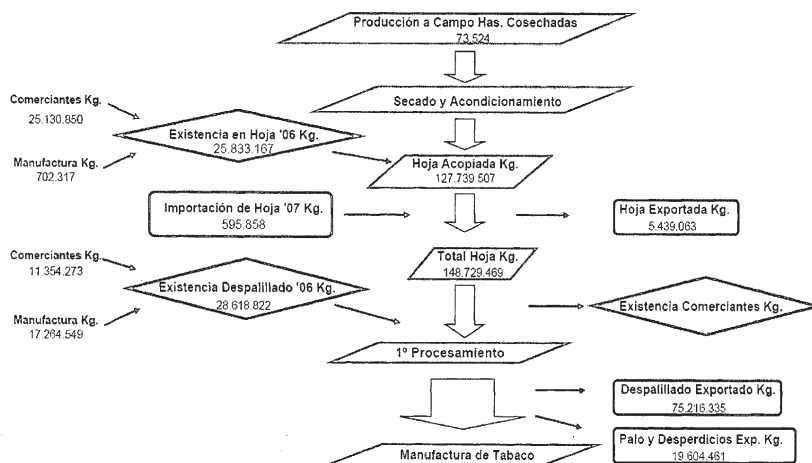 Producción a Campo Has. Cosechadas
73.524
Comerciantes Kg.
25.130.850
Secado y Acondicionamiento
Existencia en Hoja '06 Kg.
25.833.167
Manufactura Kg.
702.317
Hoja Acopiada Kg.
127.739.507
Importación de Hoja '07 Kg.
595.858
Hoja Exportada Kg.
5.439.063
Comerciantes Kg.
11.354.273
Total Hoja Kg.
148.729.469
Existencia Despalillado '06 Kg.
28.618.822
Existencia Comerciantes Kg.
Manufactura Kg.
17.264.549
1º Procesamiento
Despalillado Exportado Kg.
75.216.335
Palo y Desperdicios Exp. Kg.
19.604.461
Manufactura de Tabaco